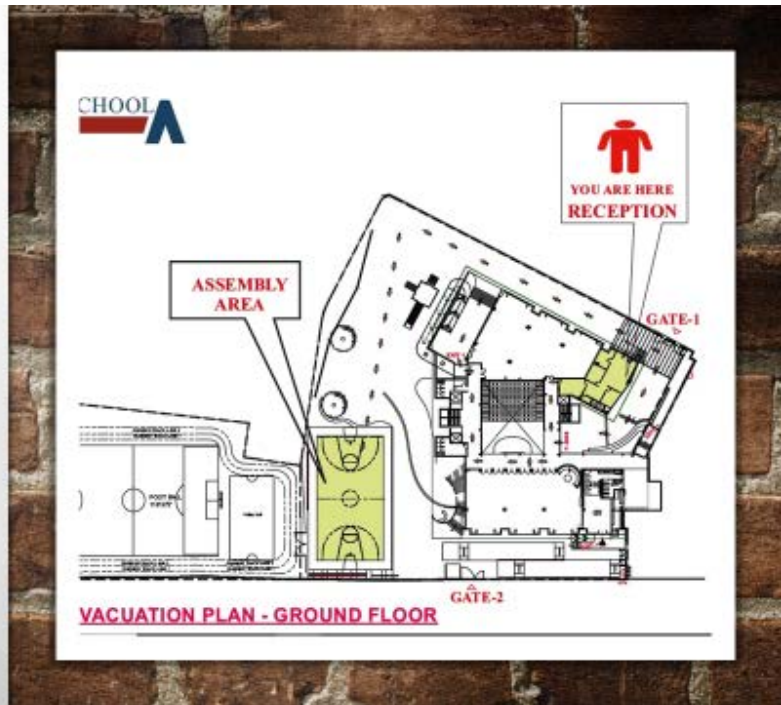 CHOOL
YOU ARE HERE
RECEPTION
ASSEMBLY
AREA
GATE-1
GATE-2
VACUATION PLAN - GROUND FLOOR